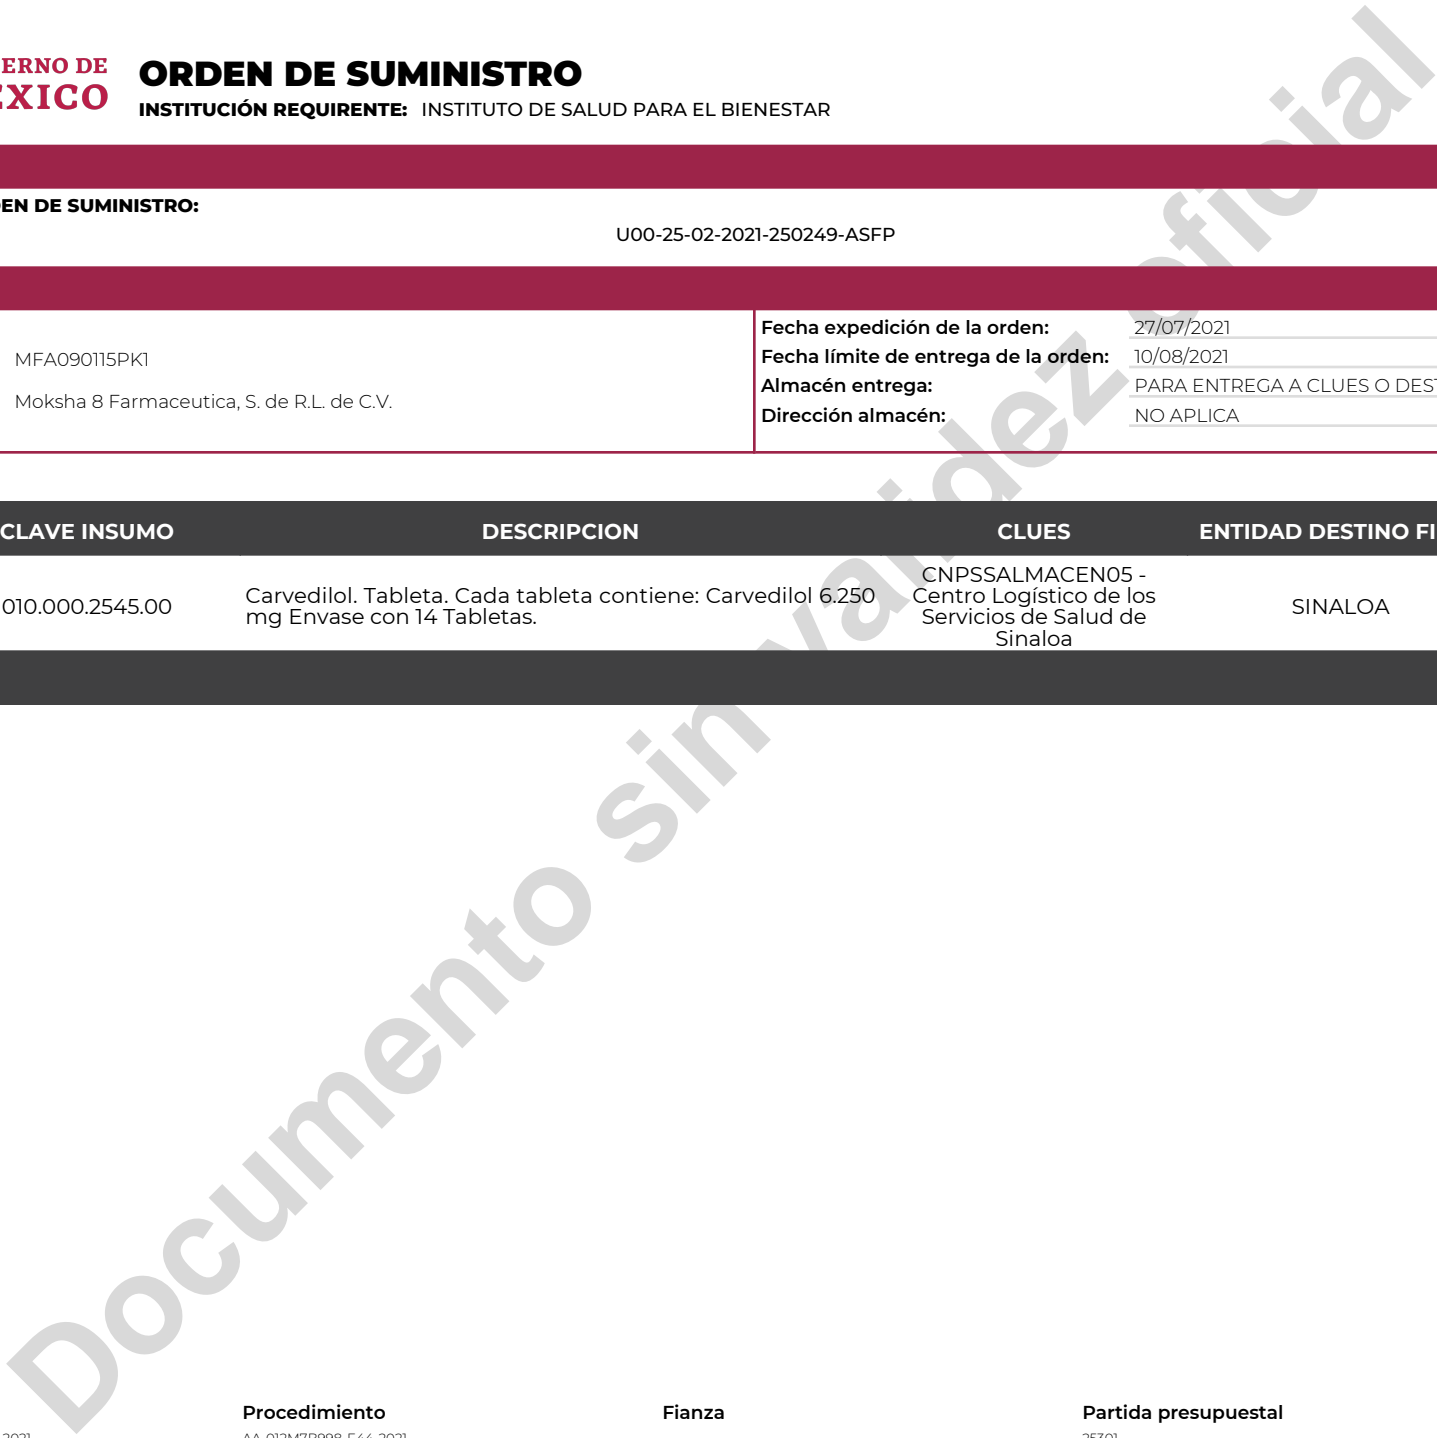 ERNO DE
EXICO
ORDEN DE SUMINISTRO
INSTITUCIÓN REQUIRENTE: INSTITUTO DE SALUD PARA EL BIENESTAR
EN DE SUMINISTRO:
U00-25-02-2021-250249-ASFP
MFA090115PK1
Moksha 8 Farmaceutica, S. de R.L. de C.V.
Fecha expedición de la orden: 27/07/2021
Fecha límite de entrega de la orden: 10/08/2021
Almacén entrega: PARA ENTREGA A CLUES O DEST
Dirección almacén: NO APLICA
CLAVE INSUMO DESCRIPCION CLUES ENTIDAD DESTINO FI
010.000.2545.00
Carvedilol. Tableta. Cada tableta contiene: Carvedilol 6.250
mg Envase con 14 Tabletas.
CNPSSALMACEN05 -
Centro Logístico de los
Servicios de Salud de
Sinaloa
SINALOA
Documento sin validez oficial
Procedimiento Fianza Partida presupuestal